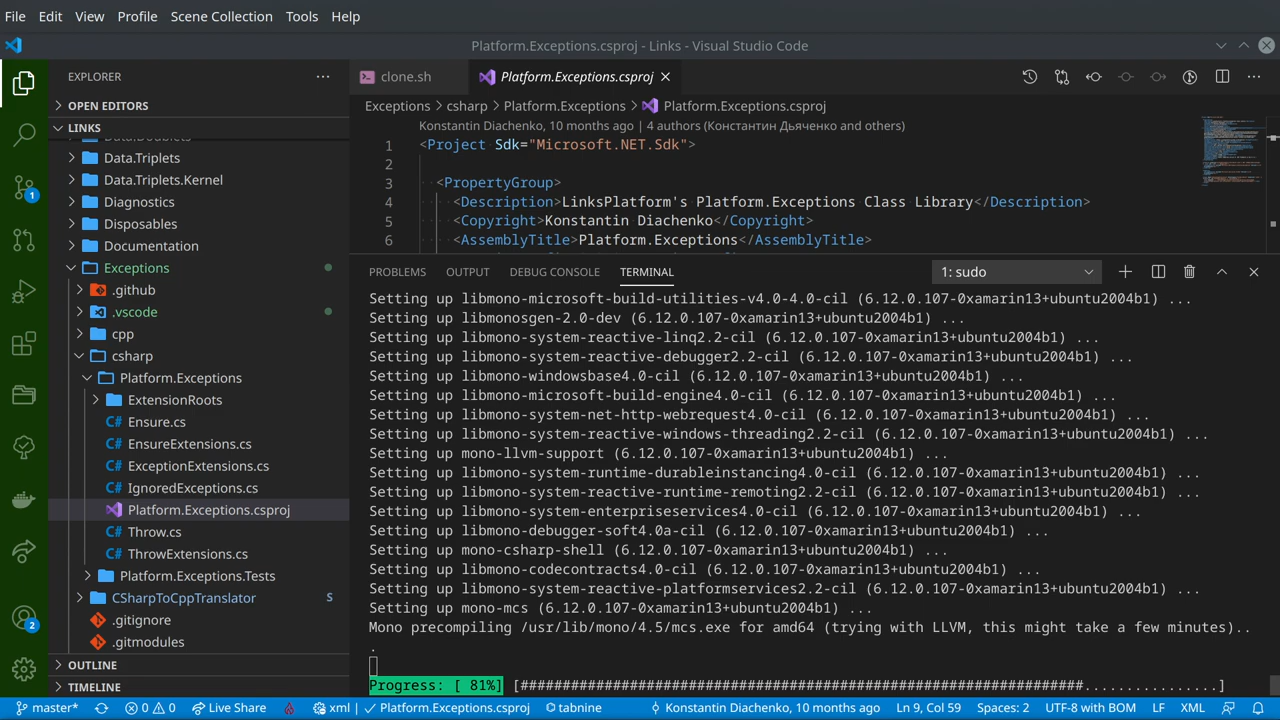 File Edit View Profile Scene Collection Tools Help
Platform.Exceptions.csproj - Links - Visual Studio Code
EXPLORER
OPEN EDITORS
LINKS
Data.Triplets
Data.Triplets.Kernel
Diagnostics
Disposables
Documentation
Exceptions
.github
.vscode
cpp
csharp
Platform.Exceptions
ExtensionRoots
Ensure.cs
EnsureExtensions.cs
ExceptionExtensions.cs
IgnoredExceptions.cs
Platform.Exceptions.csproj
Throw.cs
ThrowExtensions.cs
Platform.Exceptions.Tests
CSharpToCppTranslator S
.gitignore
.gitmodules
OUTLINE
TIMELINE
1
2
clone.sh Platform.Exceptions.csproj
Exceptions > csharp > Platform.Exceptions > Platform.Exceptions.csproj
Konstantin Diachenko, 10 months ago | 4 authors (Константин Дьяченко and others)
1 <Project Sdk="Microsoft.NET.Sdk">
2
3 <PropertyGroup>
4 <Description>LinksPlatform's Platform.Exceptions Class Library</Description>
5 <Copyright>Konstantin Diachenko</Copyright>
6 <AssemblyTitle>Platform.Exceptions</AssemblyTitle>
PROBLEMS OUTPUT DEBUG CONSOLE TERMINAL 1: sudo
Setting up libmono-microsoft-build-utilities-v4.0-4.0-cil (6.12.0.107-0xamarin13+ubuntu2004b1) ...
Setting up libmonosgen-2.0-dev (6.12.0.107-0xamarin13+ubuntu2004b1) ...
Setting up libmono-system-reactive-linq2.2-cil (6.12.0.107-0xamarin13+ubuntu2004b1) ...
Setting up libmono-system-reactive-debugger2.2-cil (6.12.0.107-0xamarin13+ubuntu2004b1) ...
Setting up libmono-windowsbase4.0-cil (6.12.0.107-0xamarin13+ubuntu2004b1) ...
Setting up libmono-microsoft-build-engine4.0-cil (6.12.0.107-0xamarin13+ubuntu2004b1) ...
Setting up libmono-system-net-http-webrequest4.0-cil (6.12.0.107-0xamarin13+ubuntu2004b1) ...
Setting up libmono-system-reactive-windows-threading2.2-cil (6.12.0.107-0xamarin13+ubuntu2004b1) ...
Setting up mono-llvm-support (6.12.0.107-0xamarin13+ubuntu2004b1) ...
Setting up libmono-system-runtime-durableinstancing4.0-cil (6.12.0.107-0xamarin13+ubuntu2004b1) ...
Setting up libmono-system-reactive-runtime-remoting2.2-cil (6.12.0.107-0xamarin13+ubuntu2004b1) ...
Setting up libmono-system-enterpriseservices4.0-cil (6.12.0.107-0xamarin13+ubuntu2004b1) ...
Setting up libmono-debugger-soft4.0a-cil (6.12.0.107-0xamarin13+ubuntu2004b1) ...
Setting up mono-csharp-shell (6.12.0.107-0xamarin13+ubuntu2004b1) ...
Setting up libmono-codecontracts4.0-cil (6.12.0.107-0xamarin13+ubuntu2004b1) ...
Setting up libmono-system-reactive-platformservices2.2-cil (6.12.0.107-0xamarin13+ubuntu2004b1) ...
Setting up mono-mcs (6.12.0.107-0xamarin13+ubuntu2004b1) ...
Mono precompiling /usr/lib/mono/4.5/mcs.exe for amd64 (trying with LLVM, this might take a few minutes)..
.
Progress: [ 81%] [###################################################################................]
master* 0 0 Live Share xml Platform.Exceptions.csproj tabnine Konstantin Diachenko, 10 months ago Ln 9, Col 59 Spaces: 2 UTF-8 with BOM LF XML